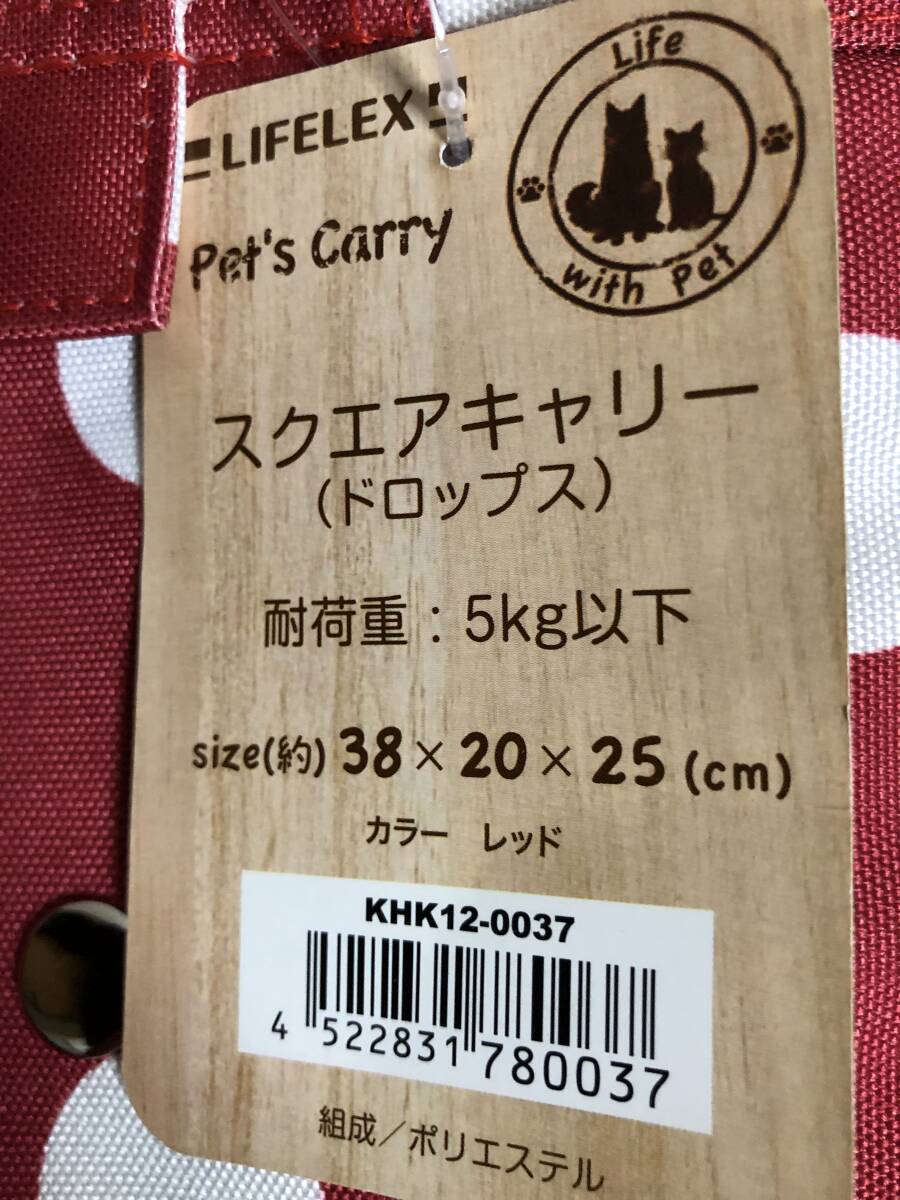 LIFELEX
Pet's Carry
Life
with Pet
スクエアキャリー
(ドロップス)
耐荷重：5kg以下
size(約) 38×20×25 (cm)
カラー　レッド
KHK12-0037
4 522831 780037
組成／ポリエステル